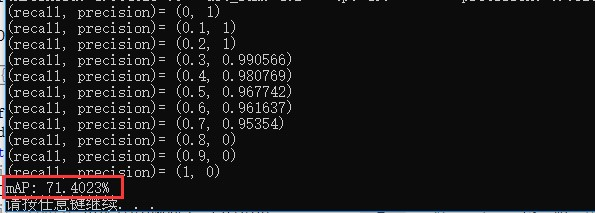 (recall, precision)= (0, 1)
(recall, precision)= (0.1, 1)
(recall, precision)= (0.2, 1)
(recall, precision)= (0.3, 0.990566)
(recall, precision)= (0.4, 0.980769)
(recall, precision)= (0.5, 0.967742)
(recall, precision)= (0.6, 0.961637)
(recall, precision)= (0.7, 0.95354)
(recall, precision)= (0.8, 0)
(recall, precision)= (0.9, 0)
(recall, precision)= (1, 0)
mAP: 71.4023%
请按任意键继续. . .